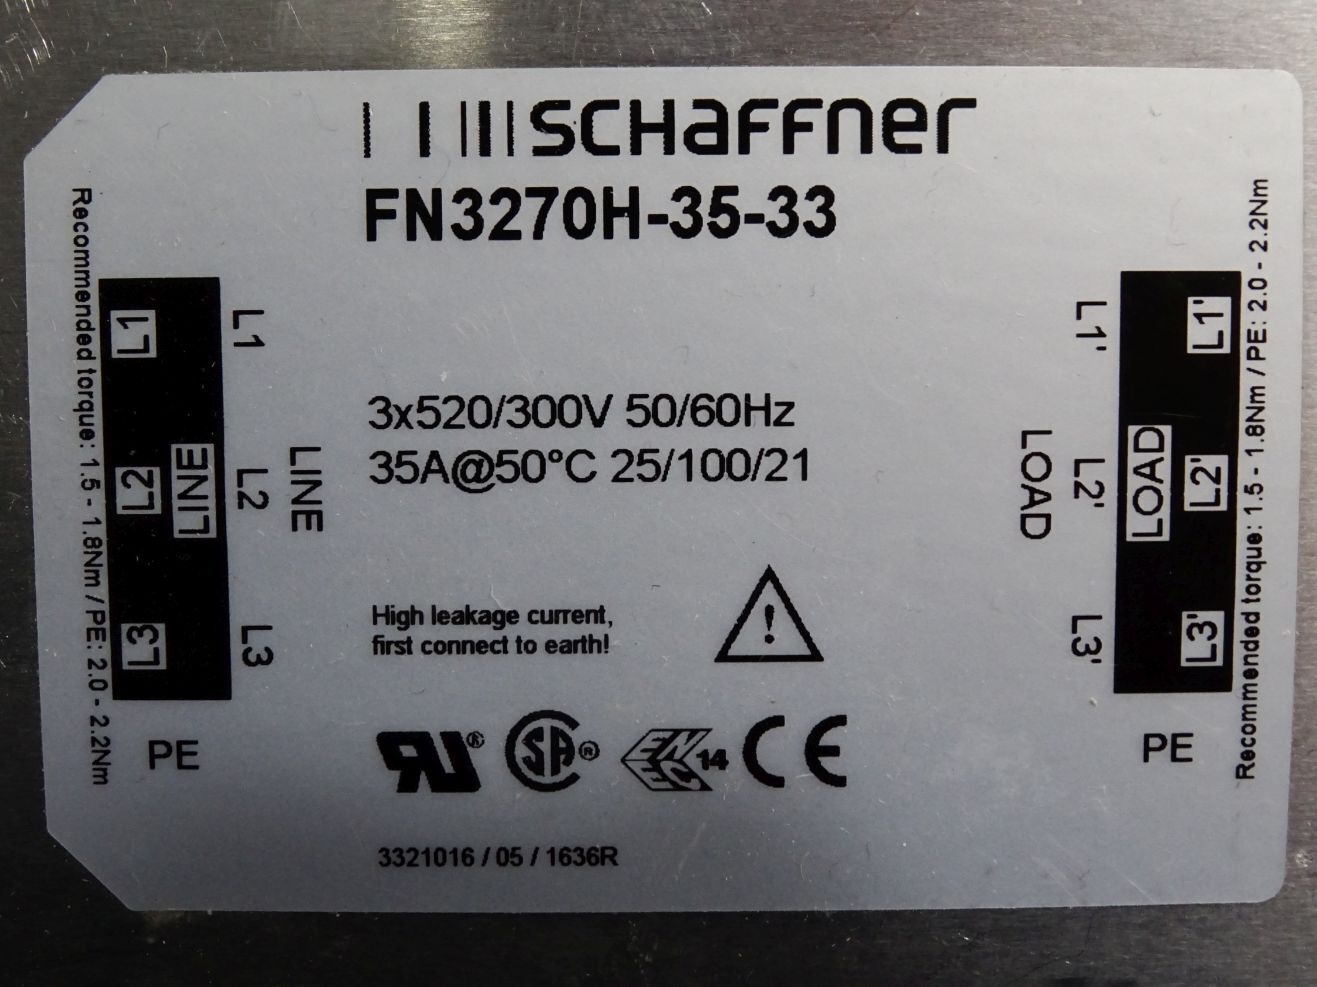 SCHaffner
FN3270H-35-33
3x520/300V 50/60Hz
35A@50°C 25/100/21
High leakage current,
first connect to earth!
UR®
CSA®
ENEC 14 CE
3321016 / 05 / 1636R
Recommended torque: 1.5 - 1.8Nm / PE: 2.0 - 2.2Nm
L1
L2
L3
LINE
L1
L2
L3
LINE
PE
LOAD
L1'
L2'
L3'
LOAD
L1'
L2'
L3'
PE
Recommended torque: 1.5 - 1.8Nm / PE: 2.0 - 2.2Nm